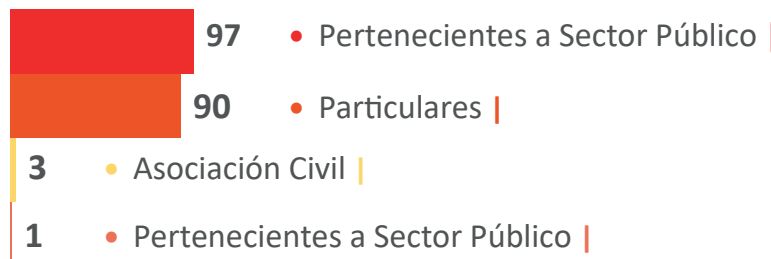 97 • Pertenecientes a Sector Público |
90 • Particulares |
3 • Asociación Civil |
1 • Pertenecientes a Sector Público |